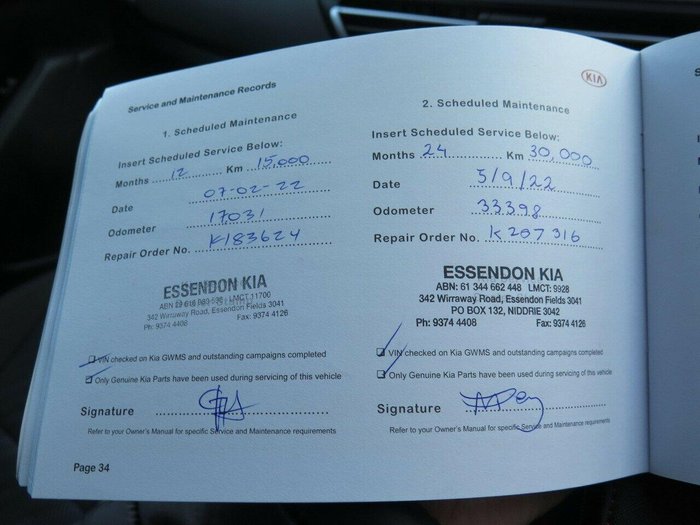 Service and Maintenance Records
1. Scheduled Maintenance
Insert Scheduled Service Below:
Months 12 Km 15,000
Date 07-02-22
Odometer 17,031
Repair Order No. K183624
ESSENDON KIA
LMCT 11700
342 Wirraway Road, Essendon Fields 3041
Ph: 9374 4408 Fax: 9374 4126
VIN checked on Kia GWMS and outstanding campaigns completed
Only Genuine Kia Parts have been used during servicing of this vehicle
Signature
Refer to your Owner's Manual for specific Service and Maintenance requirements
Page 34
KIA
2. Scheduled Maintenance
Insert Scheduled Service Below:
Months 24 Km 30,000
Date 5/9/22
Odometer 33398
Repair Order No. K207316
ESSENDON KIA
ABN: 61 344 662 448 LMCT: 9928
342 Wirraway Road, Essendon Fields 3041
PO BOX 132, NIDDRIE 3042
Ph: 9374 4408 Fax: 9374 4126
VIN checked on Kia GWMS and outstanding campaigns completed
Only Genuine Kia Parts have been used during servicing of this vehicle
Signature
Refer to your Owner's Manual for specific Service and Maintenance requirements